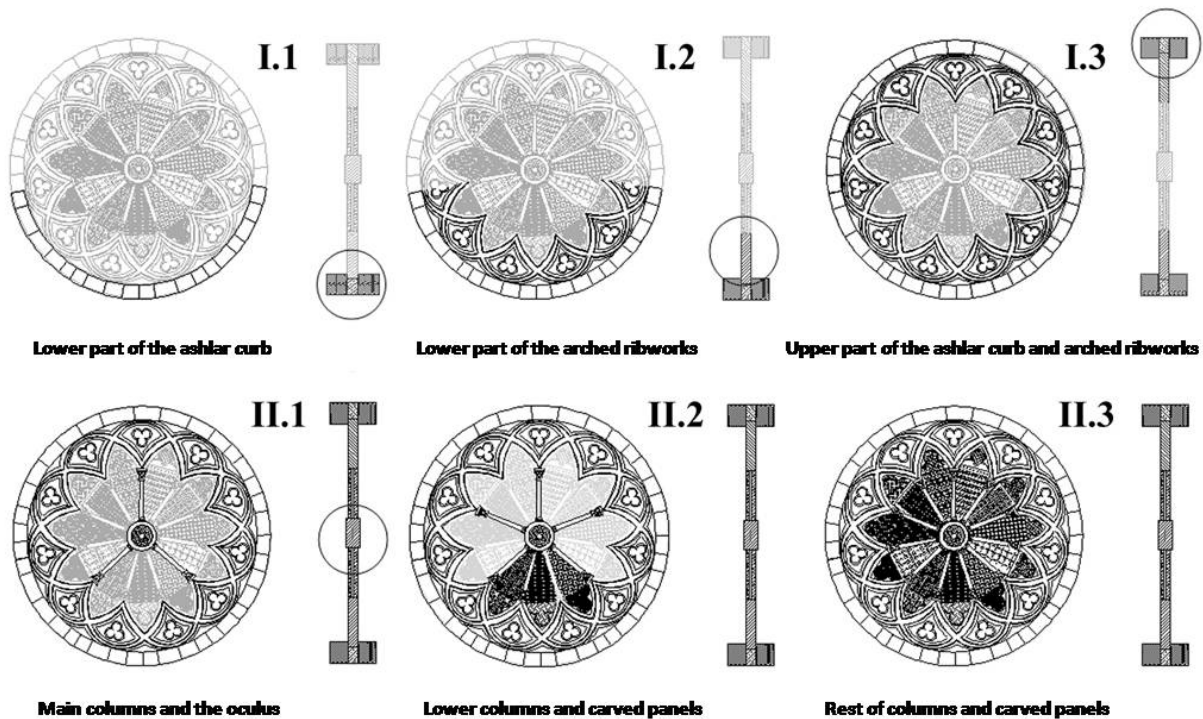 I.1
I.2
I.3
Lower part of the ashlar curb
Lower part of the arched ribworks
Upper part of the ashlar curb and arched ribworks
II.1
II.2
II.3
Main columns and the oculus
Lower columns and carved panels
Rest of columns and carved panels